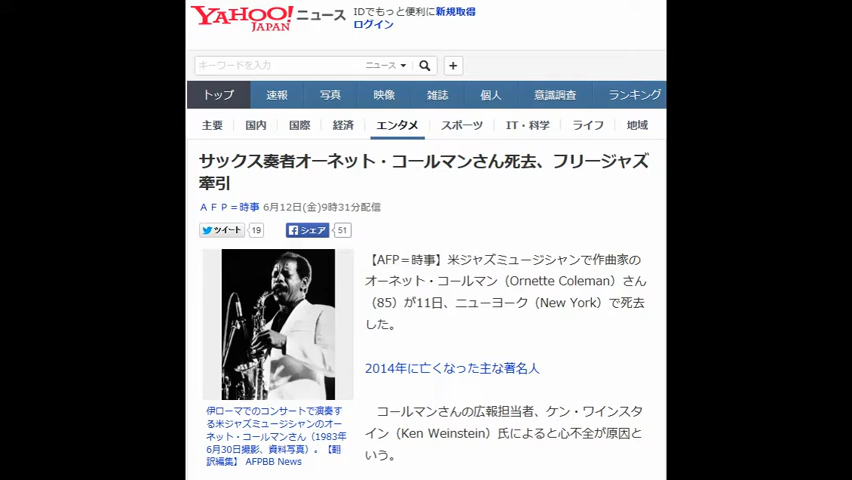 YAHOO! ニュース
JAPAN
IDでもっと便利に新規取得
ログイン
キーワードを入力 ニュース
トップ 速報 写真 映像 雑誌 個人 意識調査 ランキング
主要 国内 国際 経済 エンタメ スポーツ IT・科学 ライフ 地域
サックス奏者オーネット・コールマンさん死去、フリージャズ
牽引
ＡＦＰ＝時事 6月12日(金)9時31分配信
ツイート 19 シェア 51
【AFP＝時事】米ジャズミュージシャンで作曲家の
オーネット・コールマン（Ornette Coleman）さん
（85）が11日、ニューヨーク（New York）で死去
した。
2014年に亡くなった主な著名人
コールマンさんの広報担当者、ケン・ワインスタ
イン（Ken Weinstein）氏によると心不全が原因と
いう。
伊ローマでのコンサートで演奏す
る米ジャズミュージシャンのオー
ネット・コールマンさん（1983年
6月30日撮影、資料写真）。【翻
訳編集】 AFPBB News